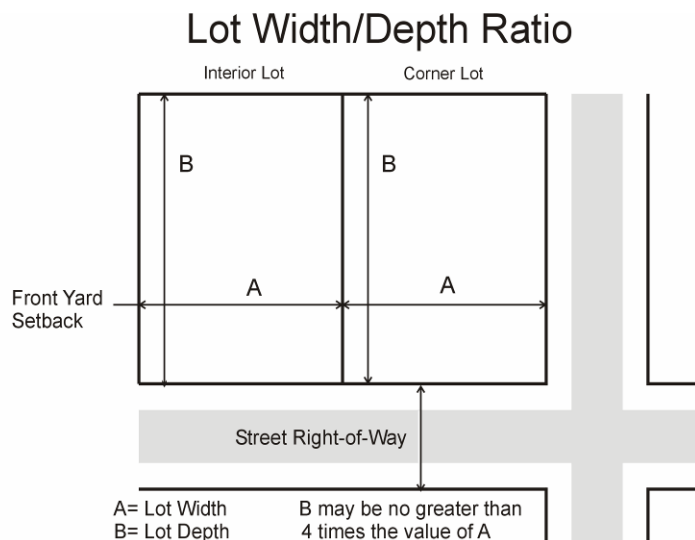 Lot Width/Depth Ratio
Interior Lot
Corner Lot
B
B
A
A
Front Yard
Setback
Street Right-of-Way
A= Lot Width
B= Lot Depth
B may be no greater than
4 times the value of A